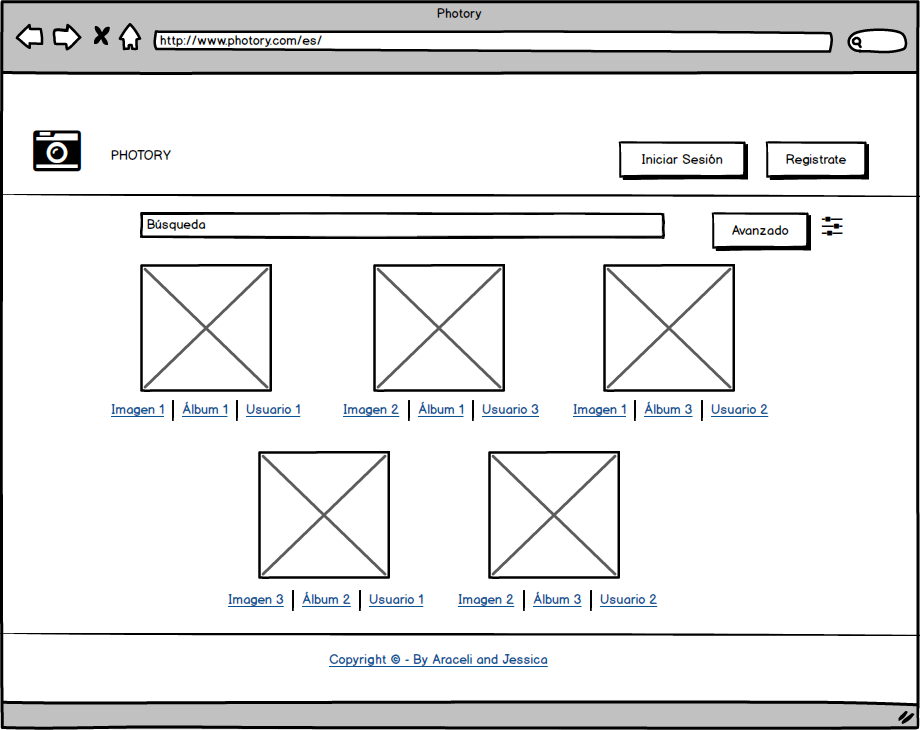 Photory
http://www.photory.com/es/
PHOTORY
Iniciar Sesión
Registrate
Búsqueda
Avanzado
Imagen 1 | Álbum 1 | Usuario 1
Imagen 2 | Álbum 1 | Usuario 3
Imagen 1 | Álbum 3 | Usuario 2
Imagen 3 | Álbum 2 | Usuario 1
Imagen 2 | Álbum 3 | Usuario 2
Copyright © - By Araceli and Jessica